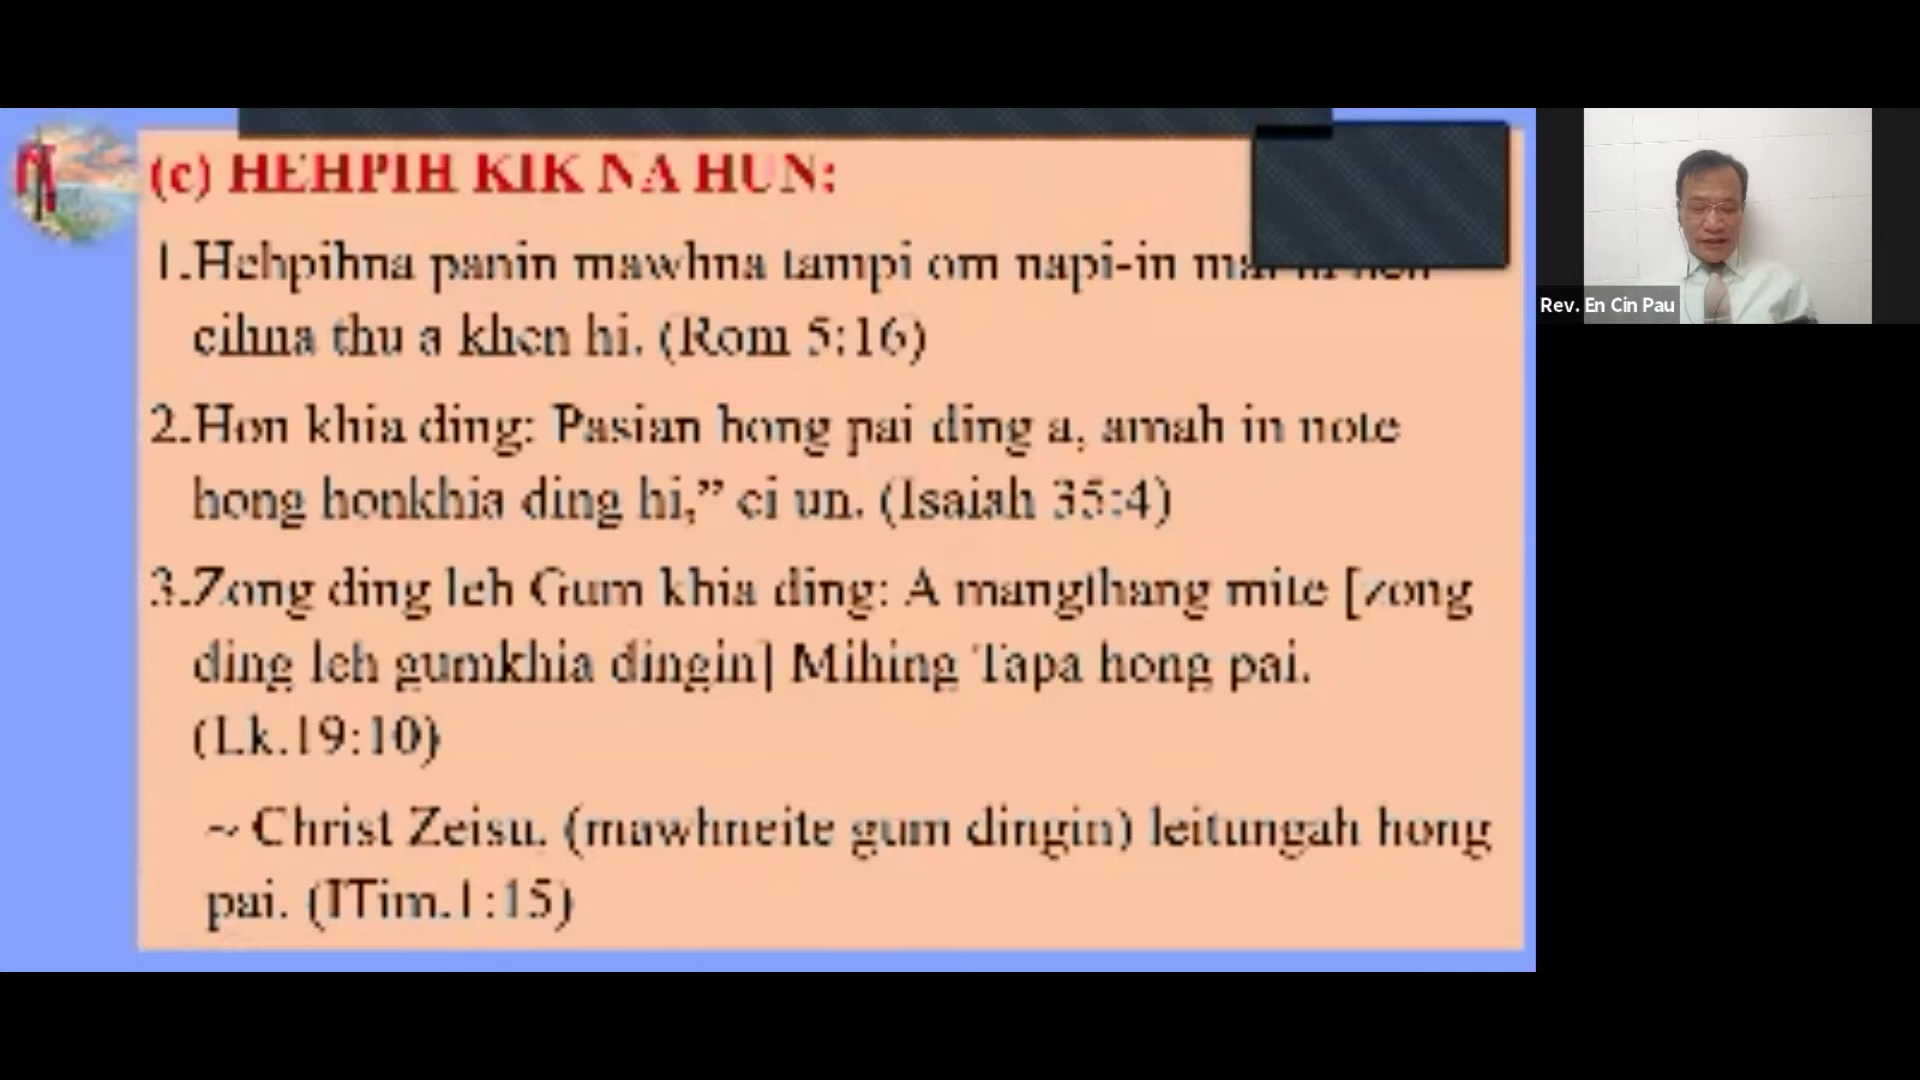 (c) HEHPIH KIK NA HUN:
1.Hehpihna panin mawhna tampi om napi-in
cihna thu a khen hi. (Rom 5:16)
2.Hon khia ding: Pasian hong pai ding a, amah in note
hong honkhia ding hi,” ci un. (Isaiah 35:4)
3.Zong ding leh Gum khia ding: A mangthang mite [zong
ding leh gumkhia dingin] Mihing Tapa hong pai.
(Lk.19:10)
~ Christ Zeisu. (mawhneite gum dingin) leitungah hong
pai. (ITim.1:15)
Rev. En Cin Pau